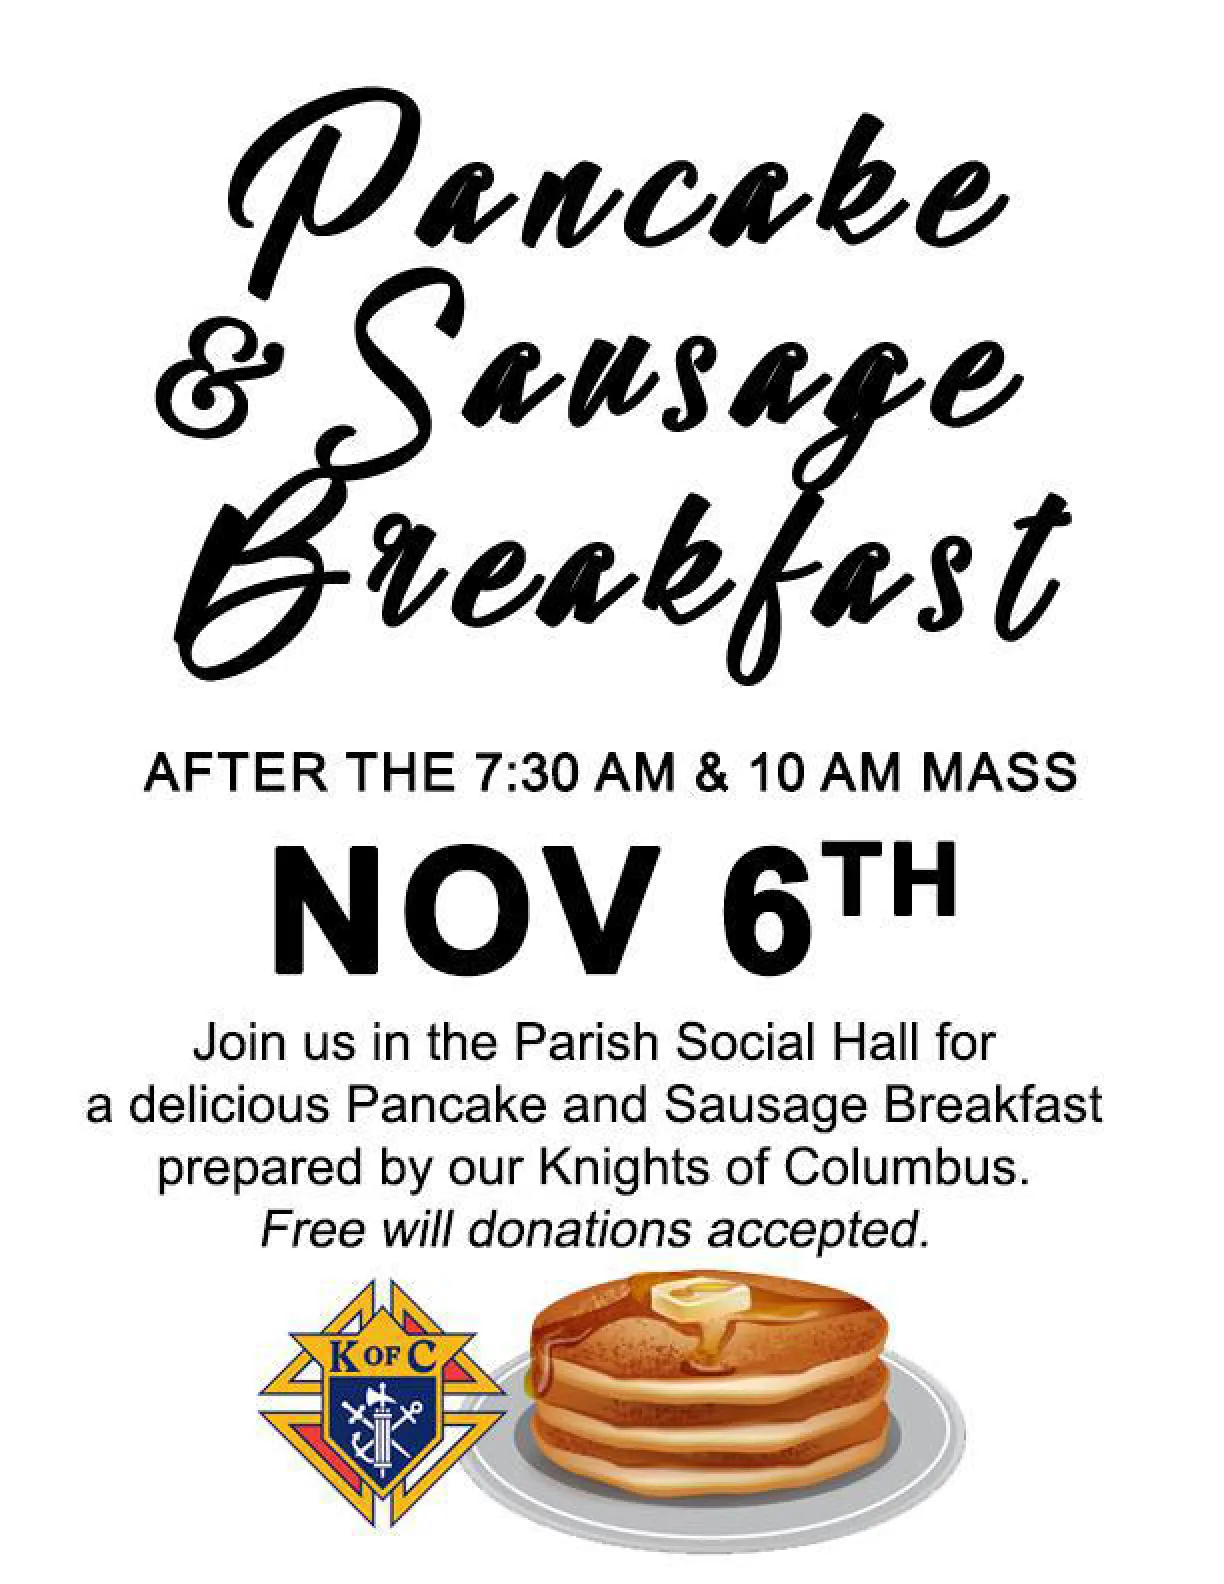 Pancake
& Sausage
Breakfast
AFTER THE 7:30 AM & 10 AM MASS
NOV 6TH
Join us in the Parish Social Hall for
a delicious Pancake and Sausage Breakfast
prepared by our Knights of Columbus.
Free will donations accepted.
K OF C